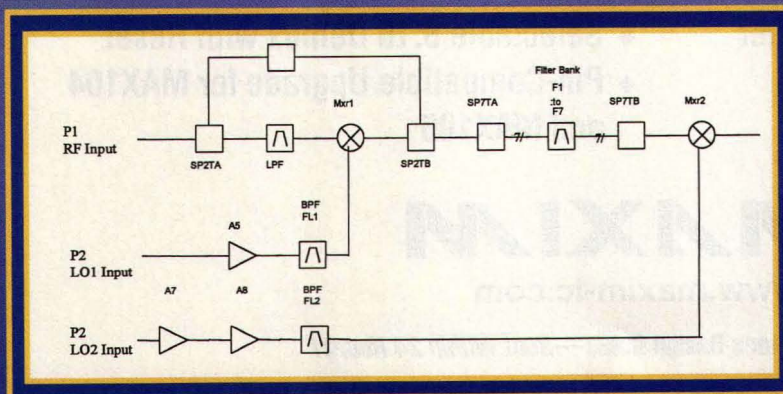 Filter Bank
F1
:to
F7
SP7TA
SP7TB
Mxr2
Mxr1
P1
RF Input
SP2TA
LPF
SP2TB
BPF
FL1
A5
P2
LO1 Input
BPF
FL2
A7
A8
P2
LO2 Input